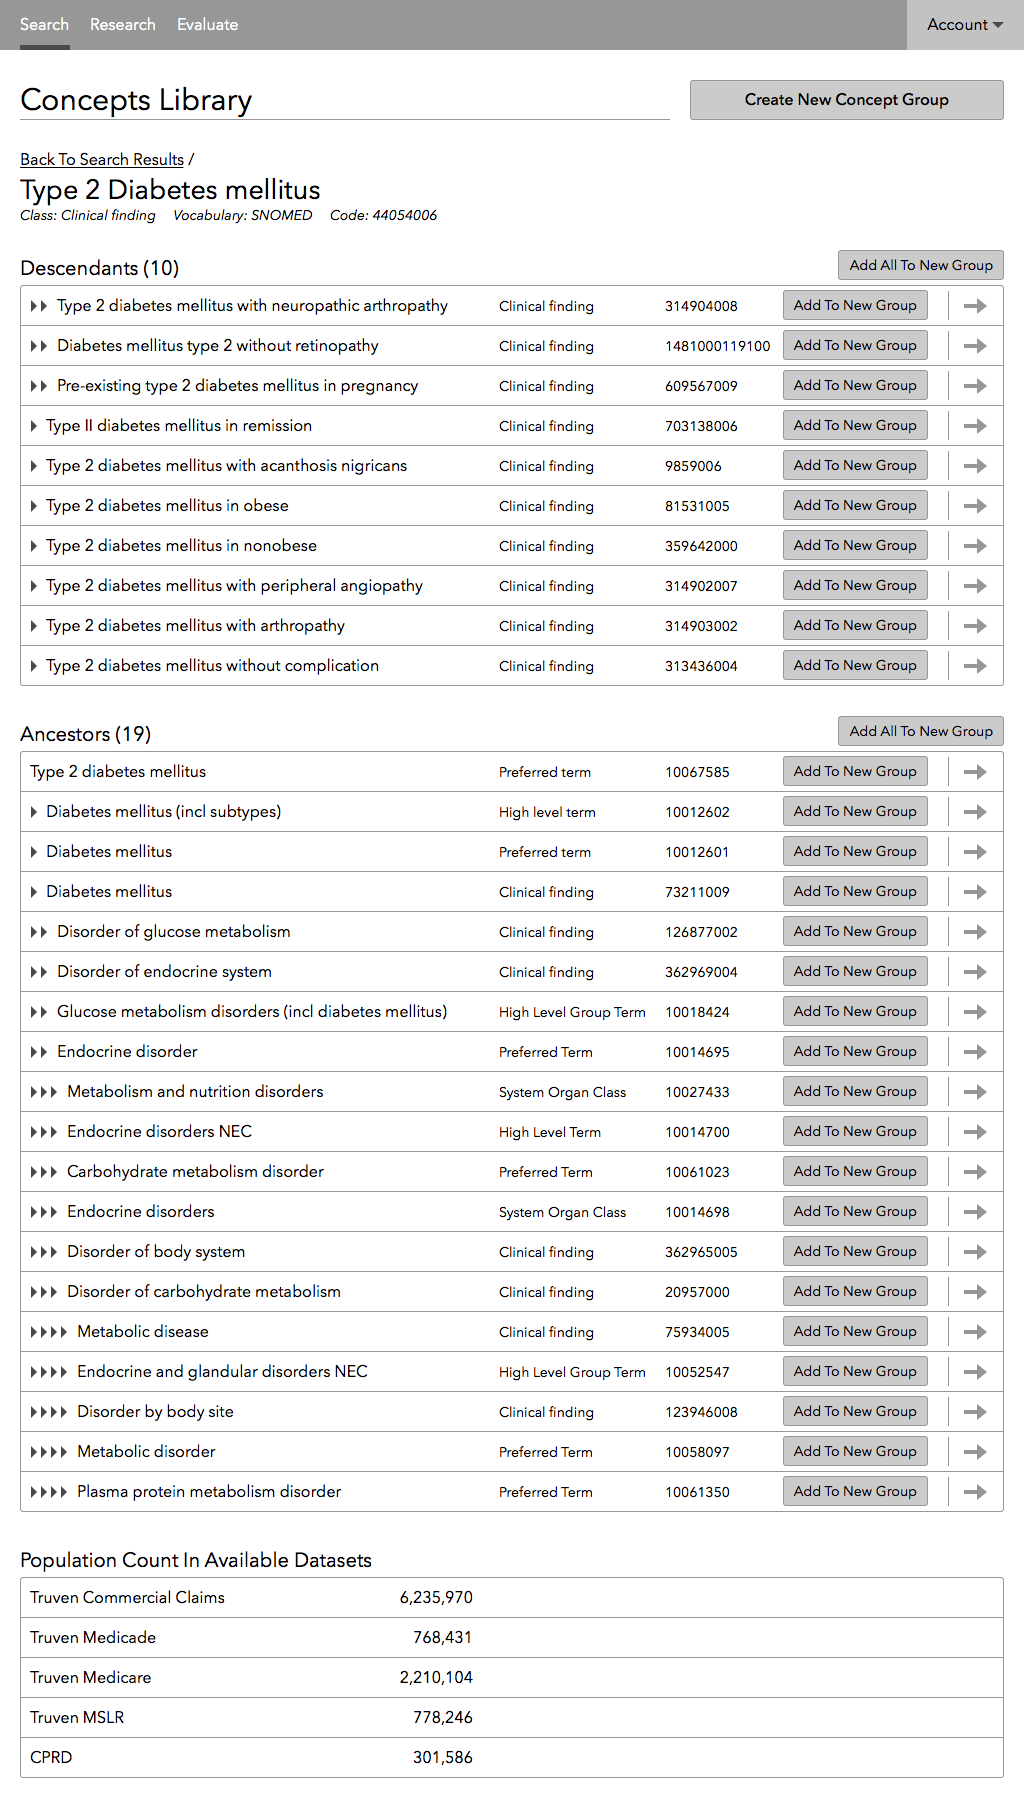 Search Research Evaluate Account
Concepts Library Create New Concept Group
Back To Search Results /
Type 2 Diabetes mellitus
Class: Clinical finding Vocabulary: SNOMED Code: 44054006
Descendants (10) Add All To New Group
Type 2 diabetes mellitus with neuropathic arthropathy Clinical finding 314904008 Add To New Group
Diabetes mellitus type 2 without retinopathy Clinical finding 1481000119100 Add To New Group
Pre-existing type 2 diabetes mellitus in pregnancy Clinical finding 609567009 Add To New Group
Type II diabetes mellitus in remission Clinical finding 703138006 Add To New Group
Type 2 diabetes mellitus with acanthosis nigricans Clinical finding 9859006 Add To New Group
Type 2 diabetes mellitus in obese Clinical finding 81531005 Add To New Group
Type 2 diabetes mellitus in nonobese Clinical finding 359642000 Add To New Group
Type 2 diabetes mellitus with peripheral angiopathy Clinical finding 314902007 Add To New Group
Type 2 diabetes mellitus with arthropathy Clinical finding 314903002 Add To New Group
Type 2 diabetes mellitus without complication Clinical finding 313436004 Add To New Group
Ancestors (19) Add All To New Group
Type 2 diabetes mellitus Preferred term 10067585 Add To New Group
Diabetes mellitus (incl subtypes) High level term 10012602 Add To New Group
Diabetes mellitus Preferred term 10012601 Add To New Group
Diabetes mellitus Clinical finding 73211009 Add To New Group
Disorder of glucose metabolism Clinical finding 126877002 Add To New Group
Disorder of endocrine system Clinical finding 362969004 Add To New Group
Glucose metabolism disorders (incl diabetes mellitus) High Level Group Term 10018424 Add To New Group
Endocrine disorder Preferred Term 10014695 Add To New Group
Metabolism and nutrition disorders System Organ Class 10027433 Add To New Group
Endocrine disorders NEC High Level Term 10014700 Add To New Group
Carbohydrate metabolism disorder Preferred Term 10061023 Add To New Group
Endocrine disorders System Organ Class 10014698 Add To New Group
Disorder of body system Clinical finding 362965005 Add To New Group
Disorder of carbohydrate metabolism Clinical finding 20957000 Add To New Group
Metabolic disease Clinical finding 75934005 Add To New Group
Endocrine and glandular disorders NEC High Level Group Term 10052547 Add To New Group
Disorder by body site Clinical finding 123946008 Add To New Group
Metabolic disorder Preferred Term 10058097 Add To New Group
Plasma protein metabolism disorder Preferred Term 10061350 Add To New Group
Population Count In Available Datasets
Truven Commercial Claims 6,235,970
Truven Medicade 768,431
Truven Medicare 2,210,104
Truven MSLR 778,246
CPRD 301,586